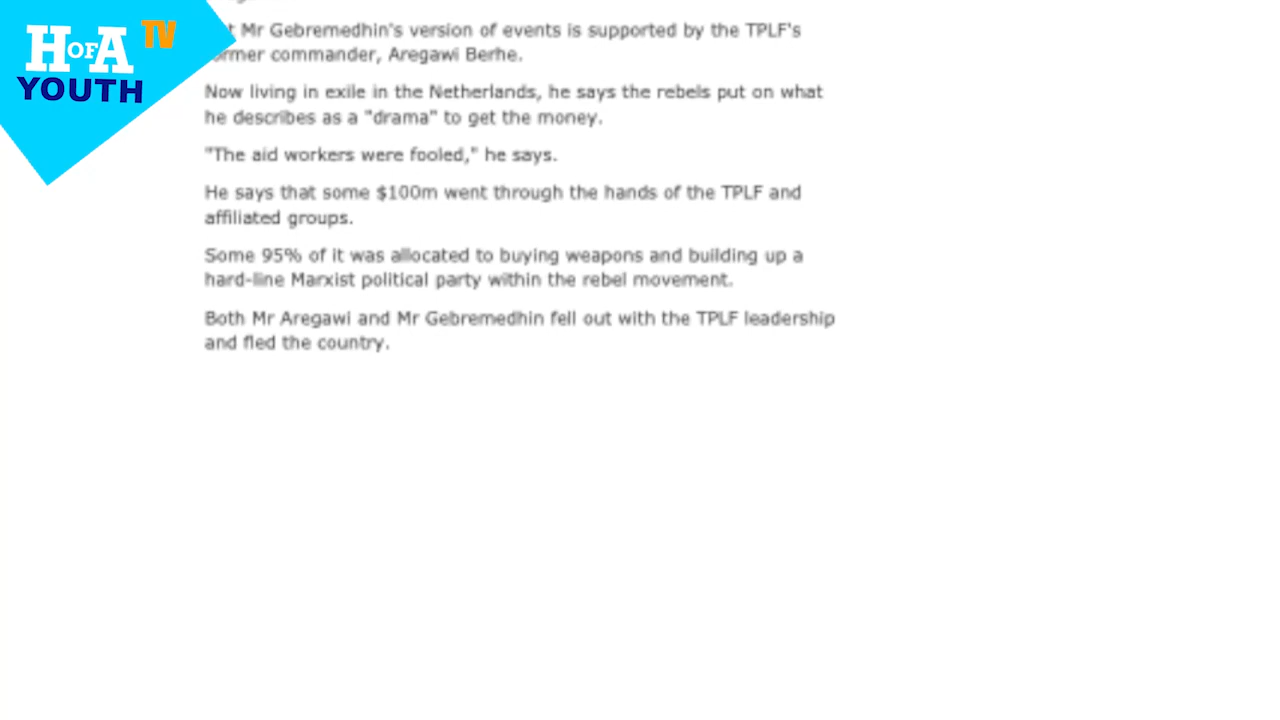 H OF A TV
YOUTH
Mr Gebremedhin's version of events is supported by the TPLF's
commander, Aregawi Berhe.
Now living in exile in the Netherlands, he says the rebels put on what
he describes as a "drama" to get the money.
"The aid workers were fooled," he says.
He says that some $100m went through the hands of the TPLF and
affiliated groups.
Some 95% of it was allocated to buying weapons and building up a
hard-line Marxist political party within the rebel movement.
Both Mr Aregawi and Mr Gebremedhin fell out with the TPLF leadership
and fled the country.